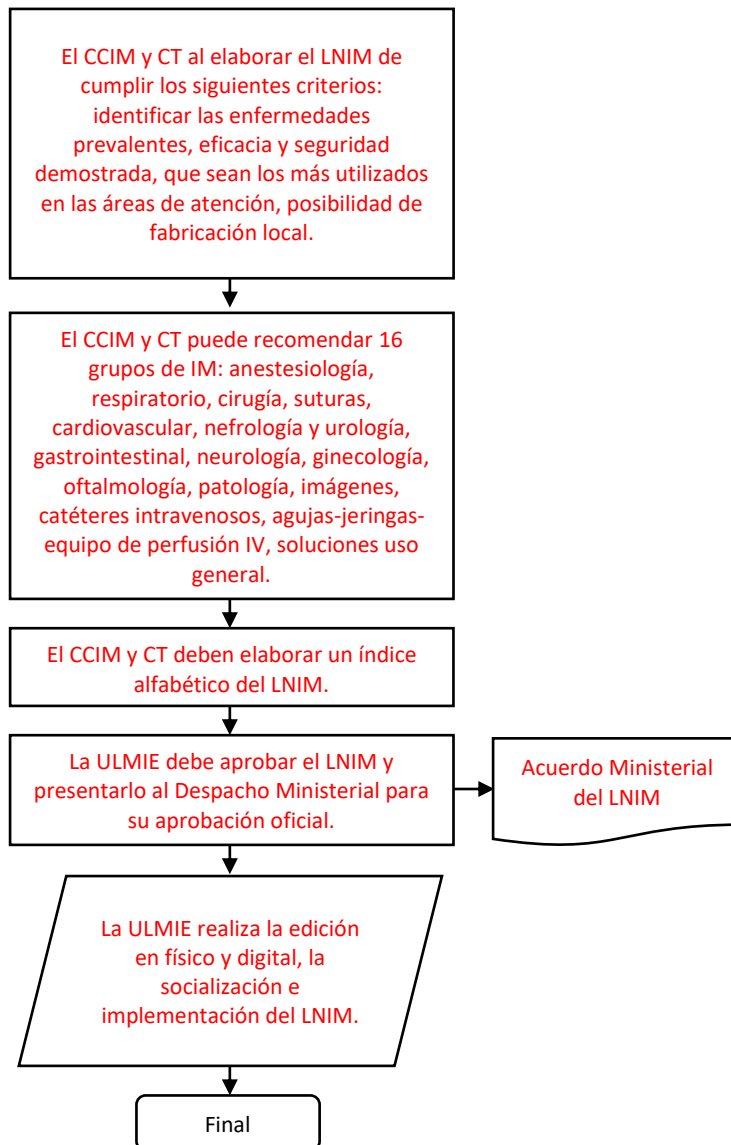 El CCIM y CT al elaborar el LNIM de
cumplir los siguientes criterios:
identificar las enfermedades
prevalentes, eficacia y seguridad
demostrada, que sean los más utilizados
en las áreas de atención, posibilidad de
fabricación local.
El CCIM y CT puede recomendar 16
grupos de IM: anestesiología,
respiratorio, cirugía, suturas,
cardiovascular, nefrología y urología,
gastrointestinal, neurología, ginecología,
oftalmología, patología, imágenes,
catéteres intravenosos, agujas-jeringas-
equipo de perfusión IV, soluciones uso
general.
El CCIM y CT deben elaborar un índice
alfabético del LNIM.
La ULMIE debe aprobar el LNIM y
presentarlo al Despacho Ministerial para
su aprobación oficial.
Acuerdo Ministerial
del LNIM
La ULMIE realiza la edición
en físico y digital, la
socialización e
implementación del LNIM.
Final